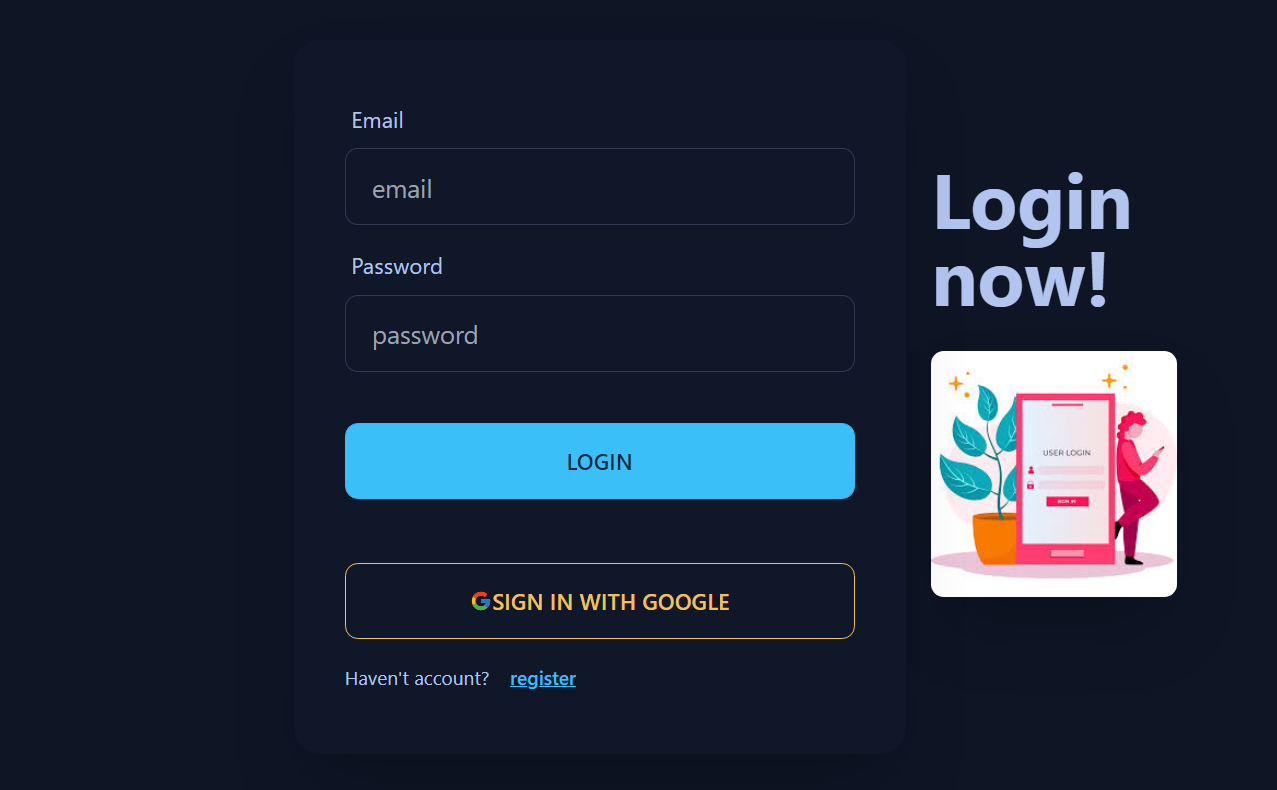 Email
email
Password
password
LOGIN
SIGN IN WITH GOOGLE
Haven't account? register
Login
now!
USER LOGIN
SIGN IN